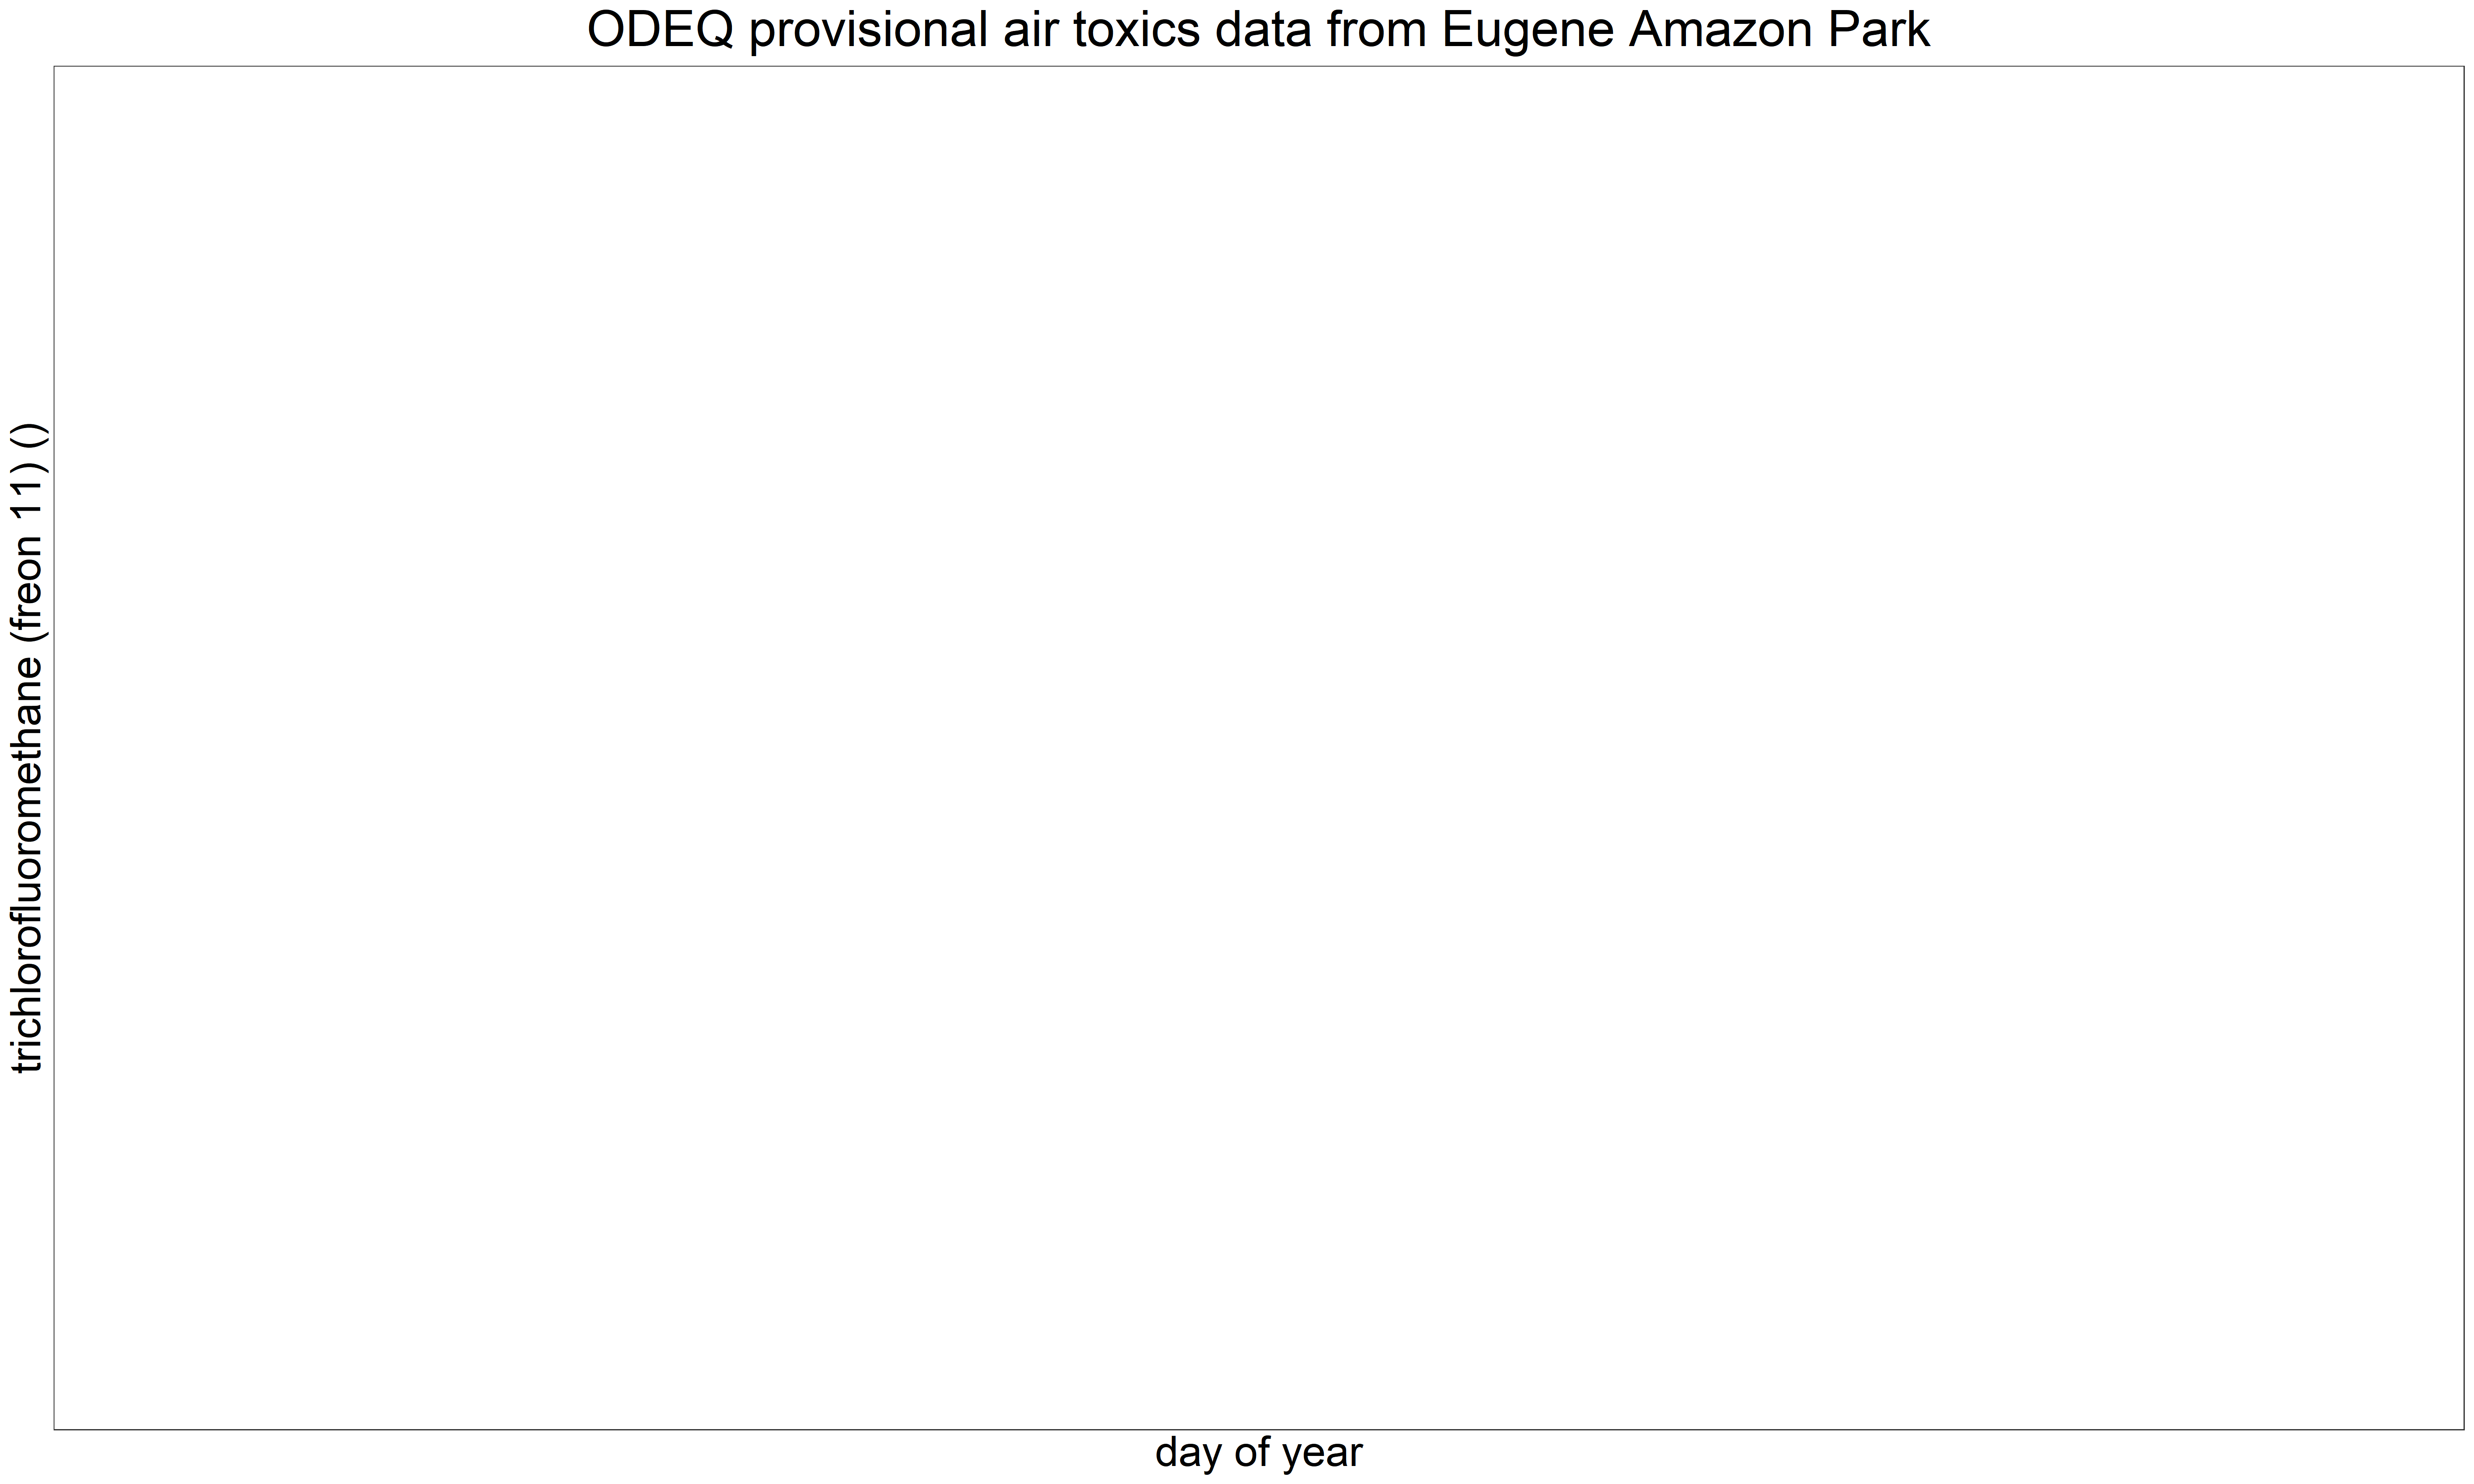 ODEQ provisional air toxics data from Eugene Amazon Park
trichlorofluoromethane (freon 11) ()
day of year